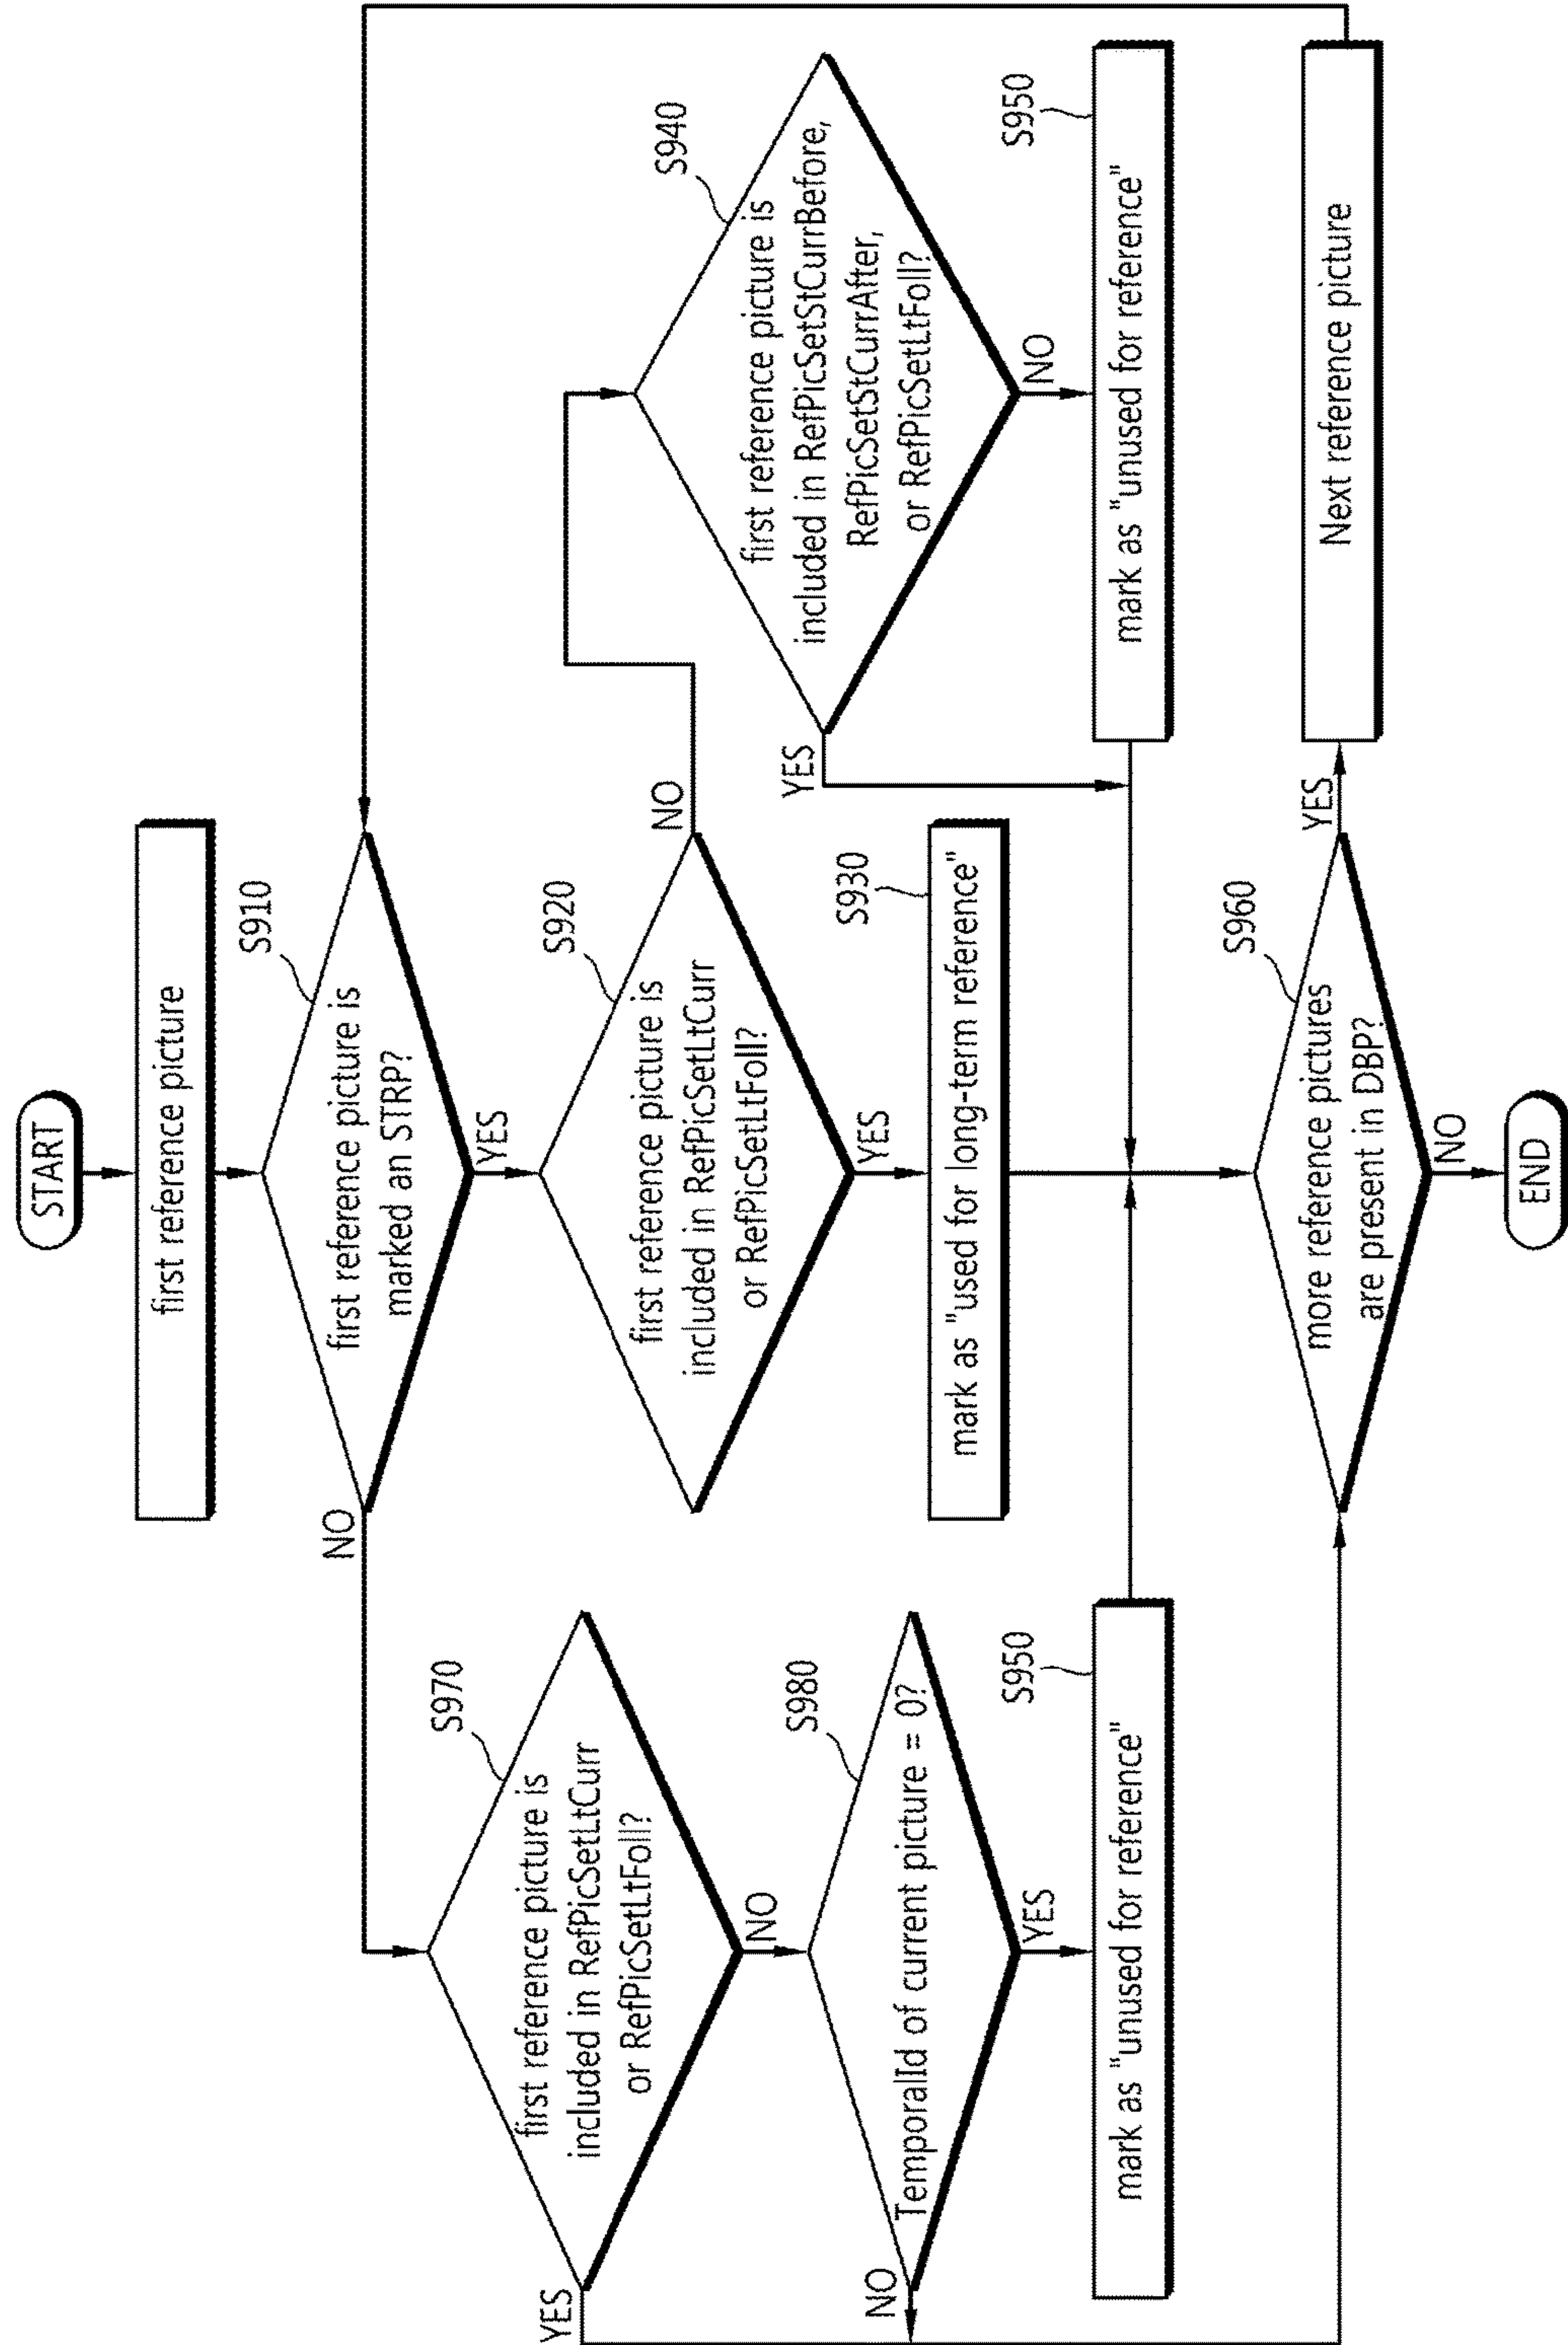 START
first reference picture
S910
first reference picture is
marked an STRP?
NO
YES
S920
first reference picture is
included in RefPicSetLtCurr
or RefPicSetLtFoll?
NO
YES
S930
mark as "used for long-term reference"
S940
first reference picture is
included in RefPicSetStCurrBefore,
RefPicSetStCurrAfter,
or RefPicSetLtFoll?
YES
NO
S950
mark as "unused for reference"
S970
first reference picture is
included in RefPicSetLtCurr
or RefPicSetLtFoll?
YES
NO
S980
TemporalId of current picture = 0?
NO
YES
S950
mark as "unused for reference"
S960
more reference pictures
are present in DBP?
YES
Next reference picture
NO
END